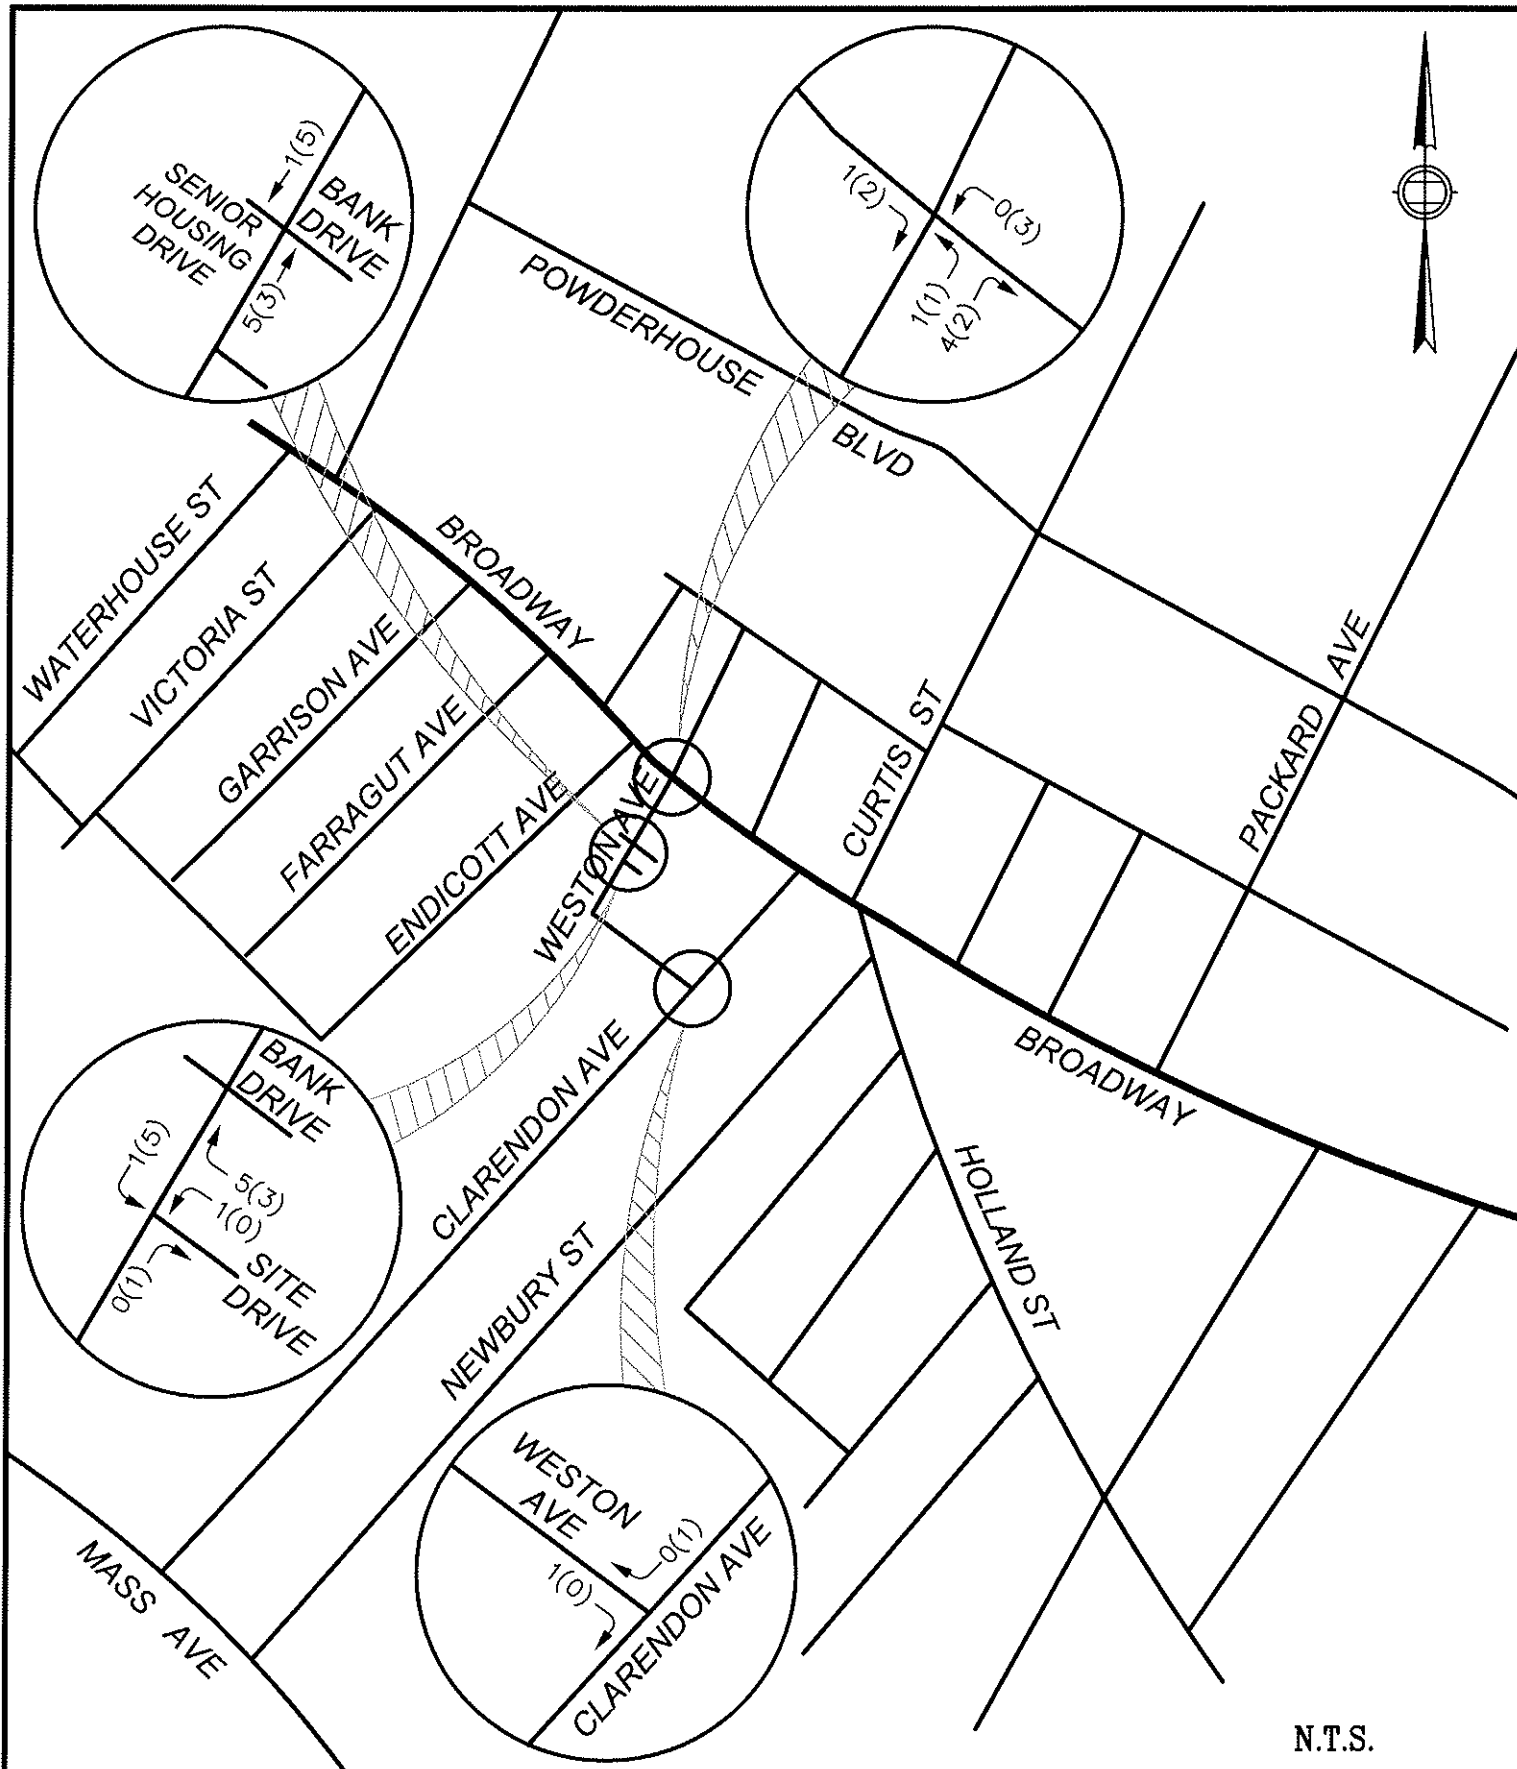 1(5)
SENIOR
HOUSING
DRIVE
BANK
DRIVE
5(3)
1(2)
0(3)
1(1)
4(2)
POWDERHOUSE
BLVD
BROADWAY
WATERHOUSE ST
VICTORIA ST
GARRISON AVE
FARRAGUT AVE
ENDICOTT AVE
WESTON AVE
CURTIS ST
PACKARD AVE
BROADWAY
HOLLAND ST
CLARENDON AVE
NEWBURY ST
BANK
DRIVE
1(5)
5(3)
1(0)
0(1)
SITE
DRIVE
WESTON
AVE
0(1)
1(0)
CLARENDON AVE
MASS AVE
N.T.S.